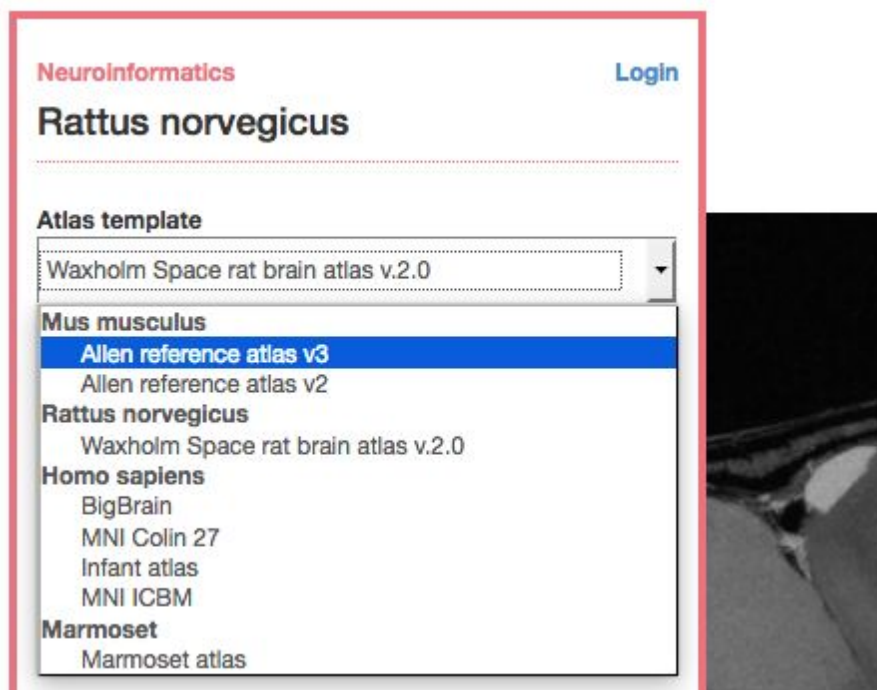 Neuroinformatics Login
Rattus norvegicus
Atlas template
Waxholm Space rat brain atlas v.2.0
Mus musculus
Allen reference atlas v3
Allen reference atlas v2
Rattus norvegicus
Waxholm Space rat brain atlas v.2.0
Homo sapiens
BigBrain
MNI Colin 27
Infant atlas
MNI ICBM
Marmoset
Marmoset atlas